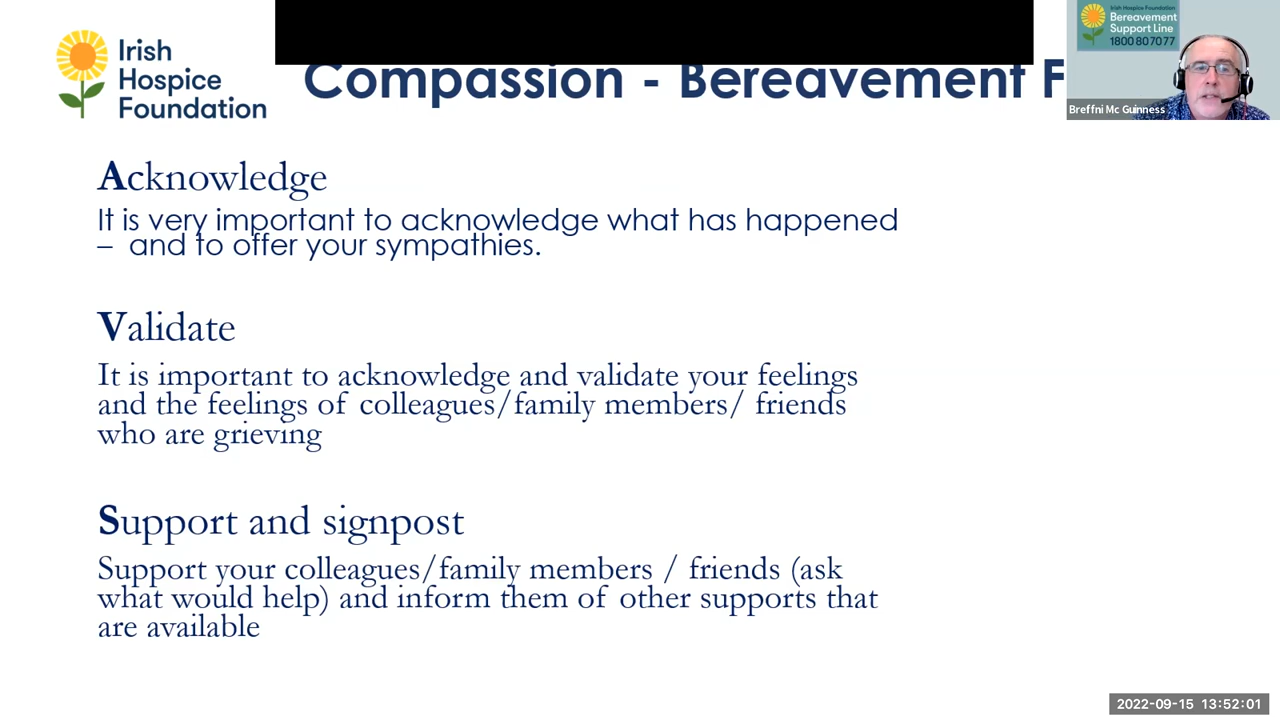 Irish
Hospice
Foundation
Compassion - Bereavement F
Irish Hospice Foundation
Bereavement
Support Line
1800 80 70 77
Breffni Mc Guinness
Acknowledge
It is very important to acknowledge what has happened
– and to offer your sympathies.
Validate
It is important to acknowledge and validate your feelings
and the feelings of colleagues/family members/ friends
who are grieving
Support and signpost
Support your colleagues/family members / friends (ask
what would help) and inform them of other supports that
are available
2022-09-15 13:52:01